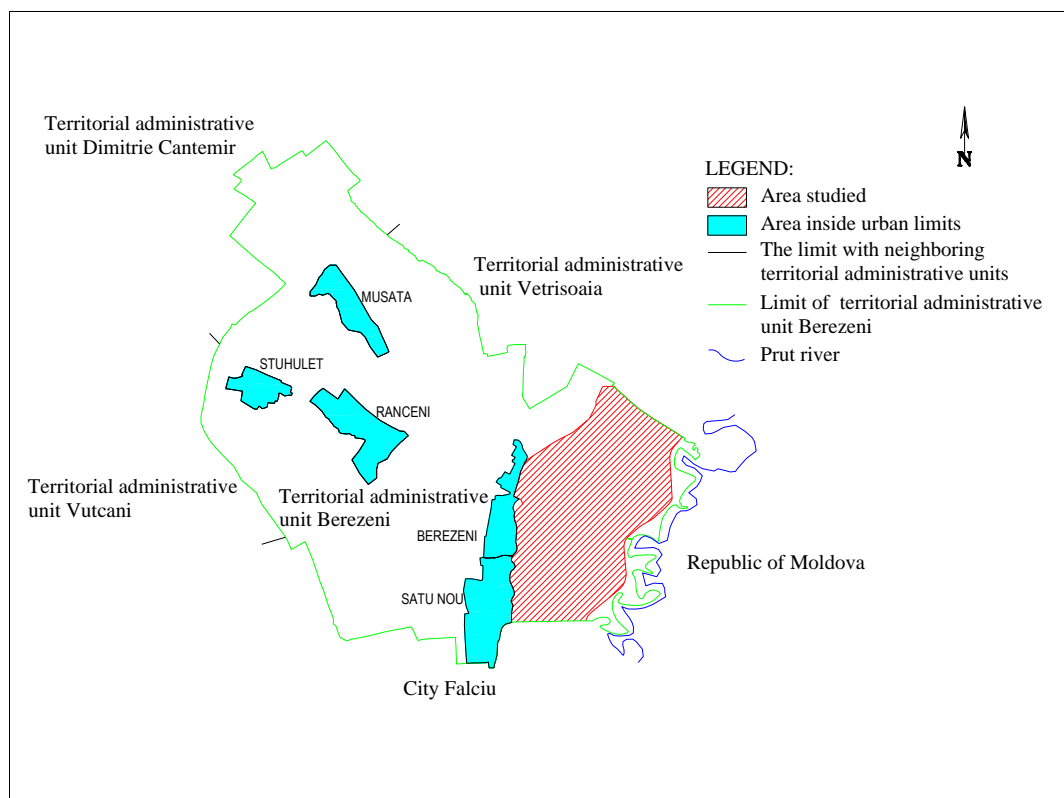 Territorial administrative
unit Dimitrie Cantemir
N
LEGEND:
Area studied
Area inside urban limits
The limit with neighboring
territorial administrative units
Limit of territorial administrative
unit Berezeni
Prut river
Territorial administrative
unit Vetrisoaia
MUSATA
STUHULET
RANCENI
Territorial administrative
unit Vutcani
Territorial administrative
unit Berezeni
BEREZENI
Republic of Moldova
SATU NOU
City Falciu